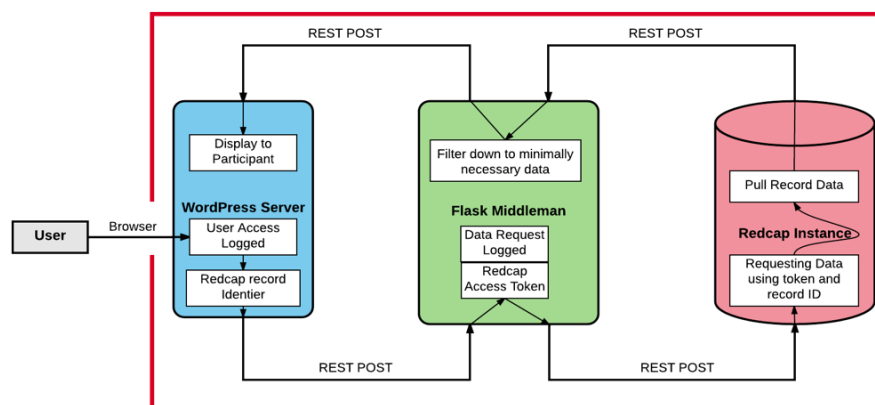 REST POST
REST POST
Display to
Participant
Filter down to minimally
necessary data
Pull Record Data
WordPress Server
Flask Middleman
Redcap Instance
User
Browser
User Access
Logged
Data Request
Logged
Redcap record
Identier
Redcap
Access Token
Requesting Data
using token and
record ID
REST POST
REST POST